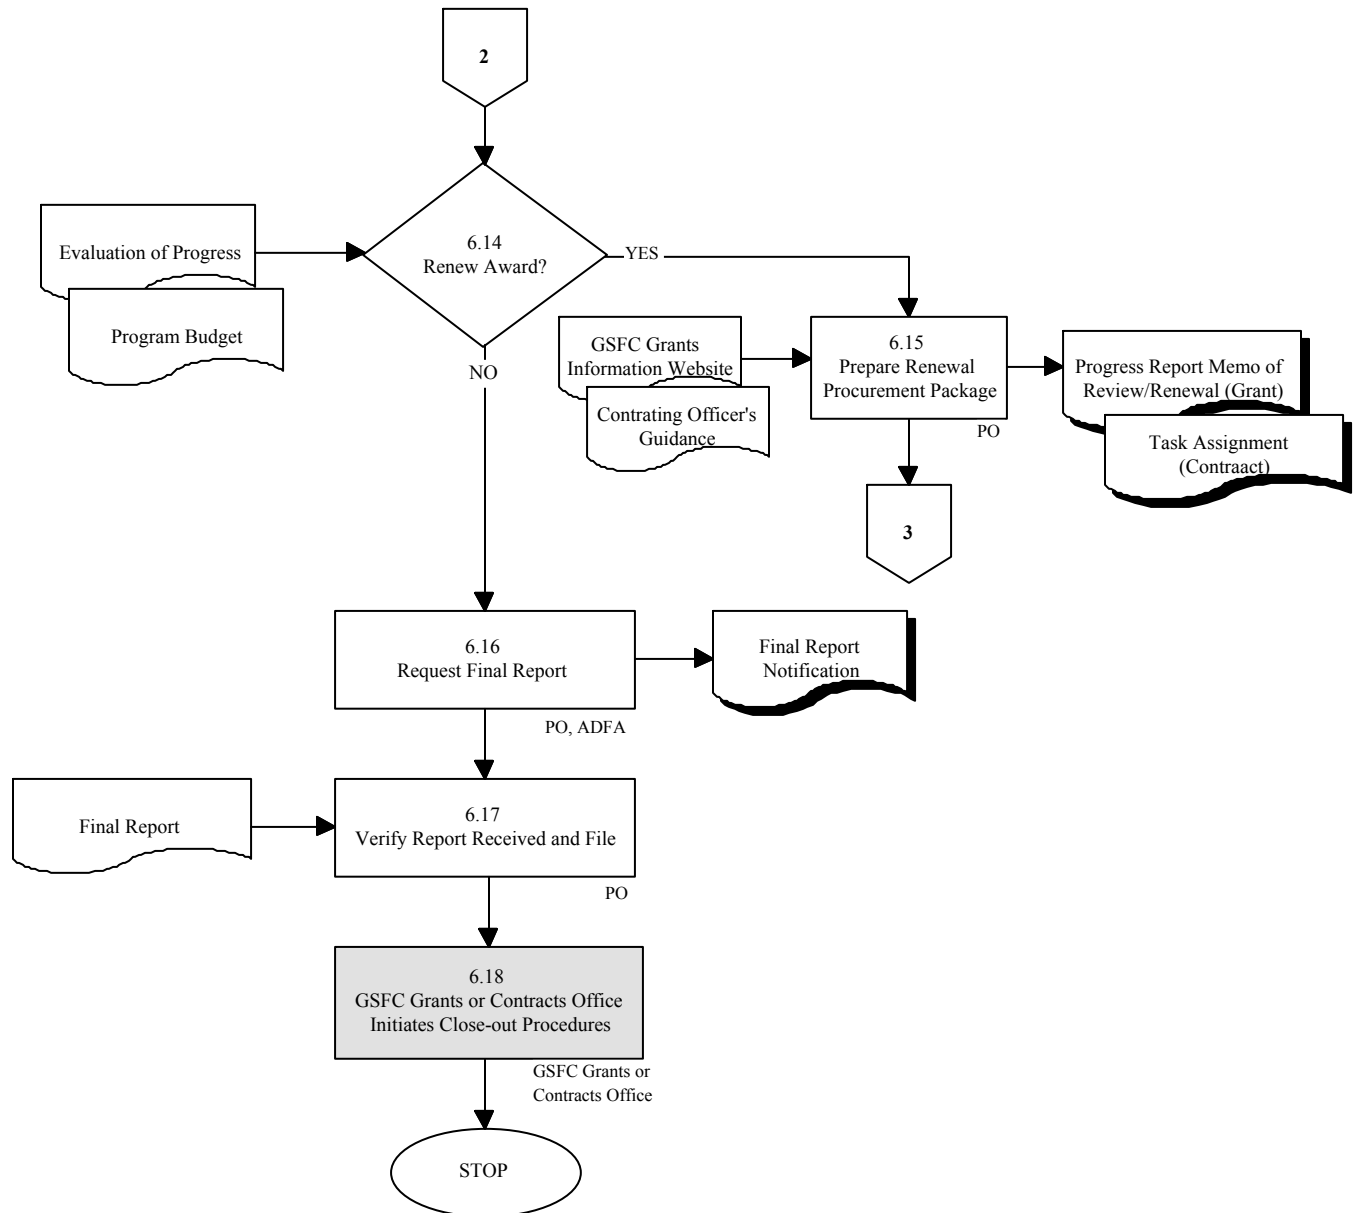 2
Evaluation of Progress
Program Budget
6.14
Renew Award?
YES
NO
GSFC Grants
Information Website
Contrating Officer's
Guidance
6.15
Prepare Renewal
Procurement Package
PO
Progress Report Memo of
Review/Renewal (Grant)
Task Assignment
(Contraact)
3
6.16
Request Final Report
PO, ADFA
Final Report
Notification
Final Report
6.17
Verify Report Received and File
PO
6.18
GSFC Grants or Contracts Office
Initiates Close-out Procedures
GSFC Grants or
Contracts Office
STOP